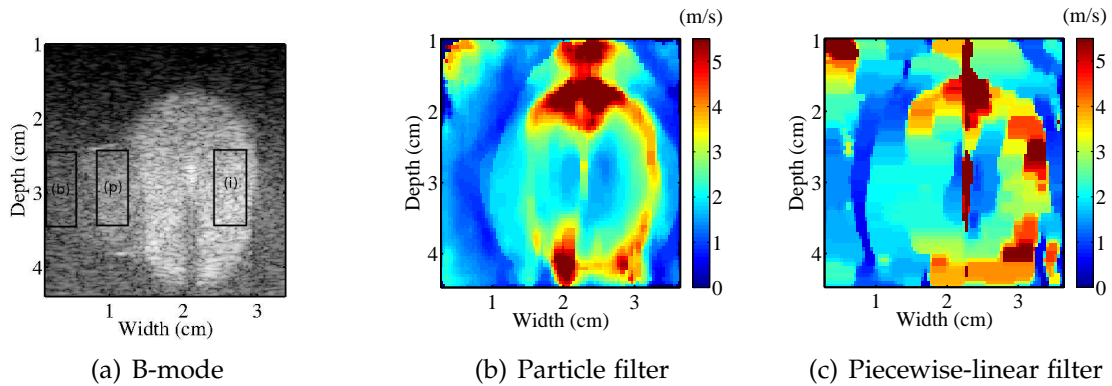 (m/s)
(m/s)
1
2
3
4
Depth (cm)
(b)
(p)
(i)
1
2
3
Width (cm)
1
2
3
4
Depth (cm)
1
2
3
Width (cm)
5
4
3
2
1
0
1
2
3
4
Depth (cm)
1
2
3
Width (cm)
5
4
3
2
1
0
(a) B-mode
(b) Particle filter
(c) Piecewise-linear filter